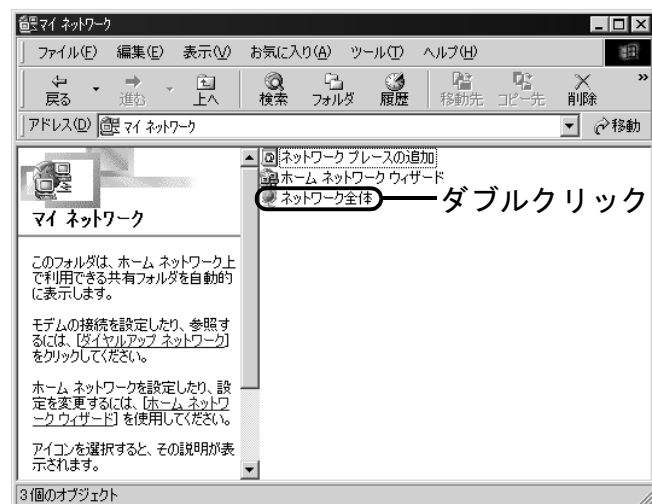 マイ ネットワーク
ファイル(F) 編集(E) 表示(V) お気に入り(A) ツール(T) ヘルプ(H)
戻る 進む 上へ 検索 フォルダ 履歴 移動先 コピー先 削除 »
アドレス(D) マイ ネットワーク 移動
ネットワーク プレースの追加
ホーム ネットワーク ウィザード
ネットワーク全体 ダブルクリック
マイ ネットワーク
このフォルダは、ホーム ネットワーク上
で利用できる共有フォルダを自動的
に表示します。
モデムの接続を設定したり、参照す
るには、[ダイヤルアップ ネットワーク]
をクリックしてください。
ホーム ネットワークを設定したり、設
定を変更するには、[ホーム ネットワ
ーク ウィザード] を使用してください。
アイコンを選択すると、その説明が表
示されます。
3 個のオブジェクト